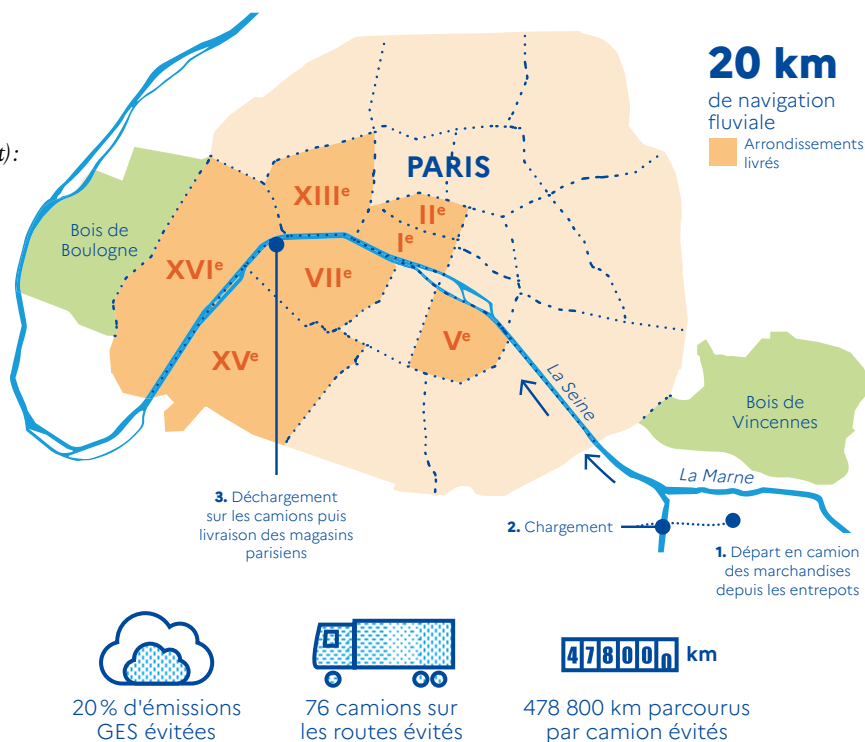 20 km
de navigation
fluviale
Arrondissements
livrés
t):
PARIS
XIIIᵉ
IIᵉ
Iᵉ
Bois de
Boulogne
XVIᵉ
VIIᵉ
XVᵉ
Vᵉ
La Seine
Bois de
Vincennes
La Marne
3. Déchargement
sur les camions puis
livraison des magasins
parisiens
2. Chargement
1. Départ en camion
des marchandises
depuis les entrepots
478000 km
20 % d'émissions
GES évitées
76 camions sur
les routes évités
478 800 km parcourus
par camion évités